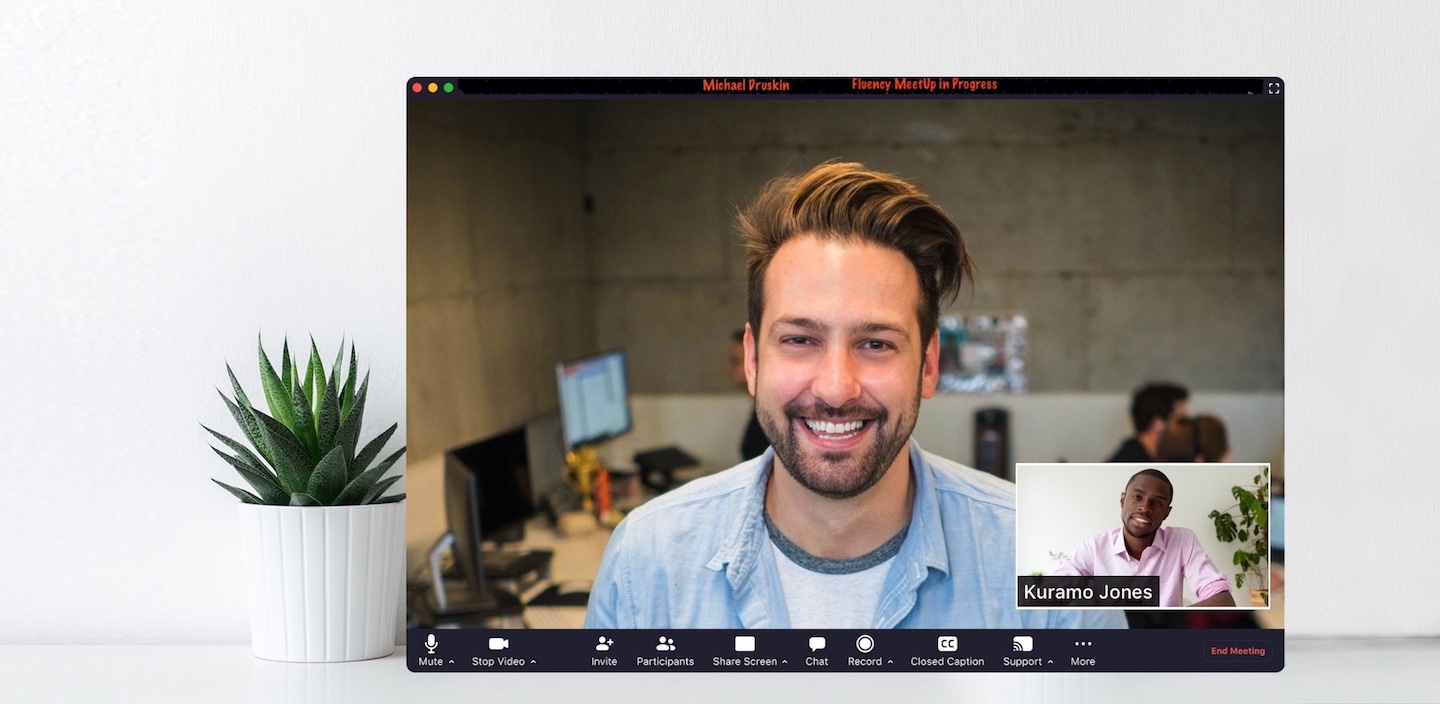 Michael Druskin Fluency MeetUp in Progress
Kuramo Jones
Mute Stop Video Invite Participants Share Screen Chat Record CC Closed Caption Support More End Meeting